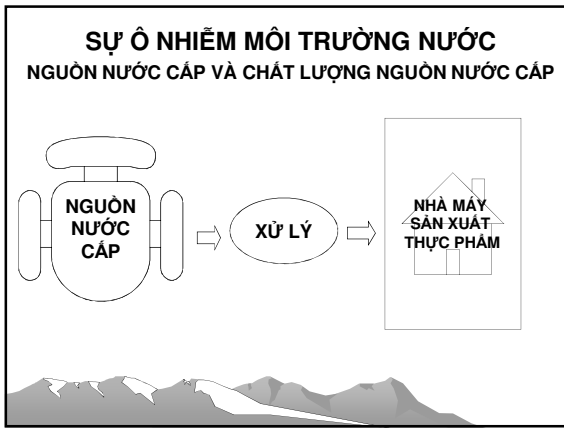 SỰ Ô NHIỄM MÔI TRƯỜNG NƯỚC
NGUỒN NƯỚC CẤP VÀ CHẤT LƯỢNG NGUỒN NƯỚC CẤP
NGUỒN
NƯỚC
CẤP
XỬ LÝ
NHÀ MÁY
SẢN XUẤT
THỰC PHẨM